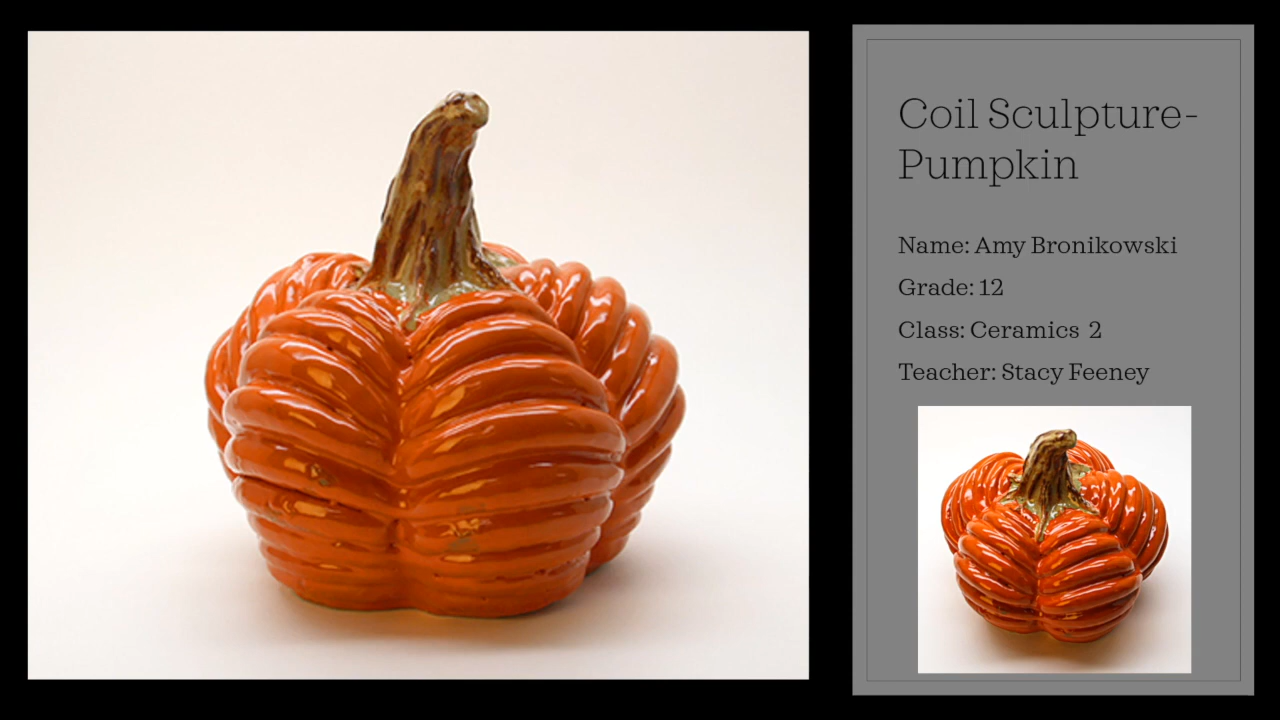 Coil Sculpture-
Pumpkin
Name: Amy Bronikowski
Grade: 12
Class: Ceramics 2
Teacher: Stacy Feeney